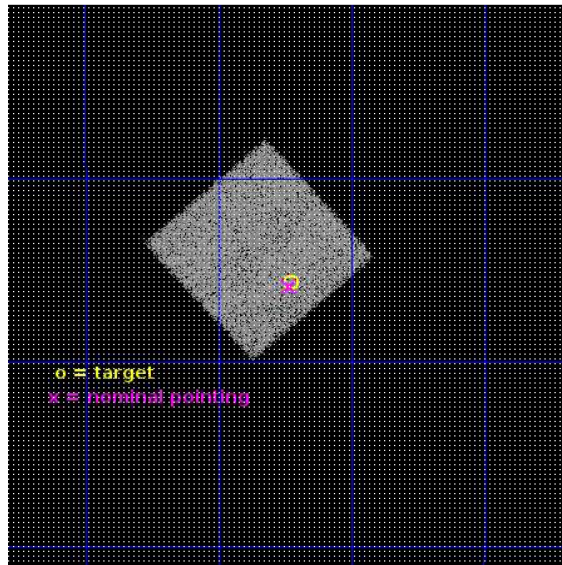 o = target
x = nominal pointing